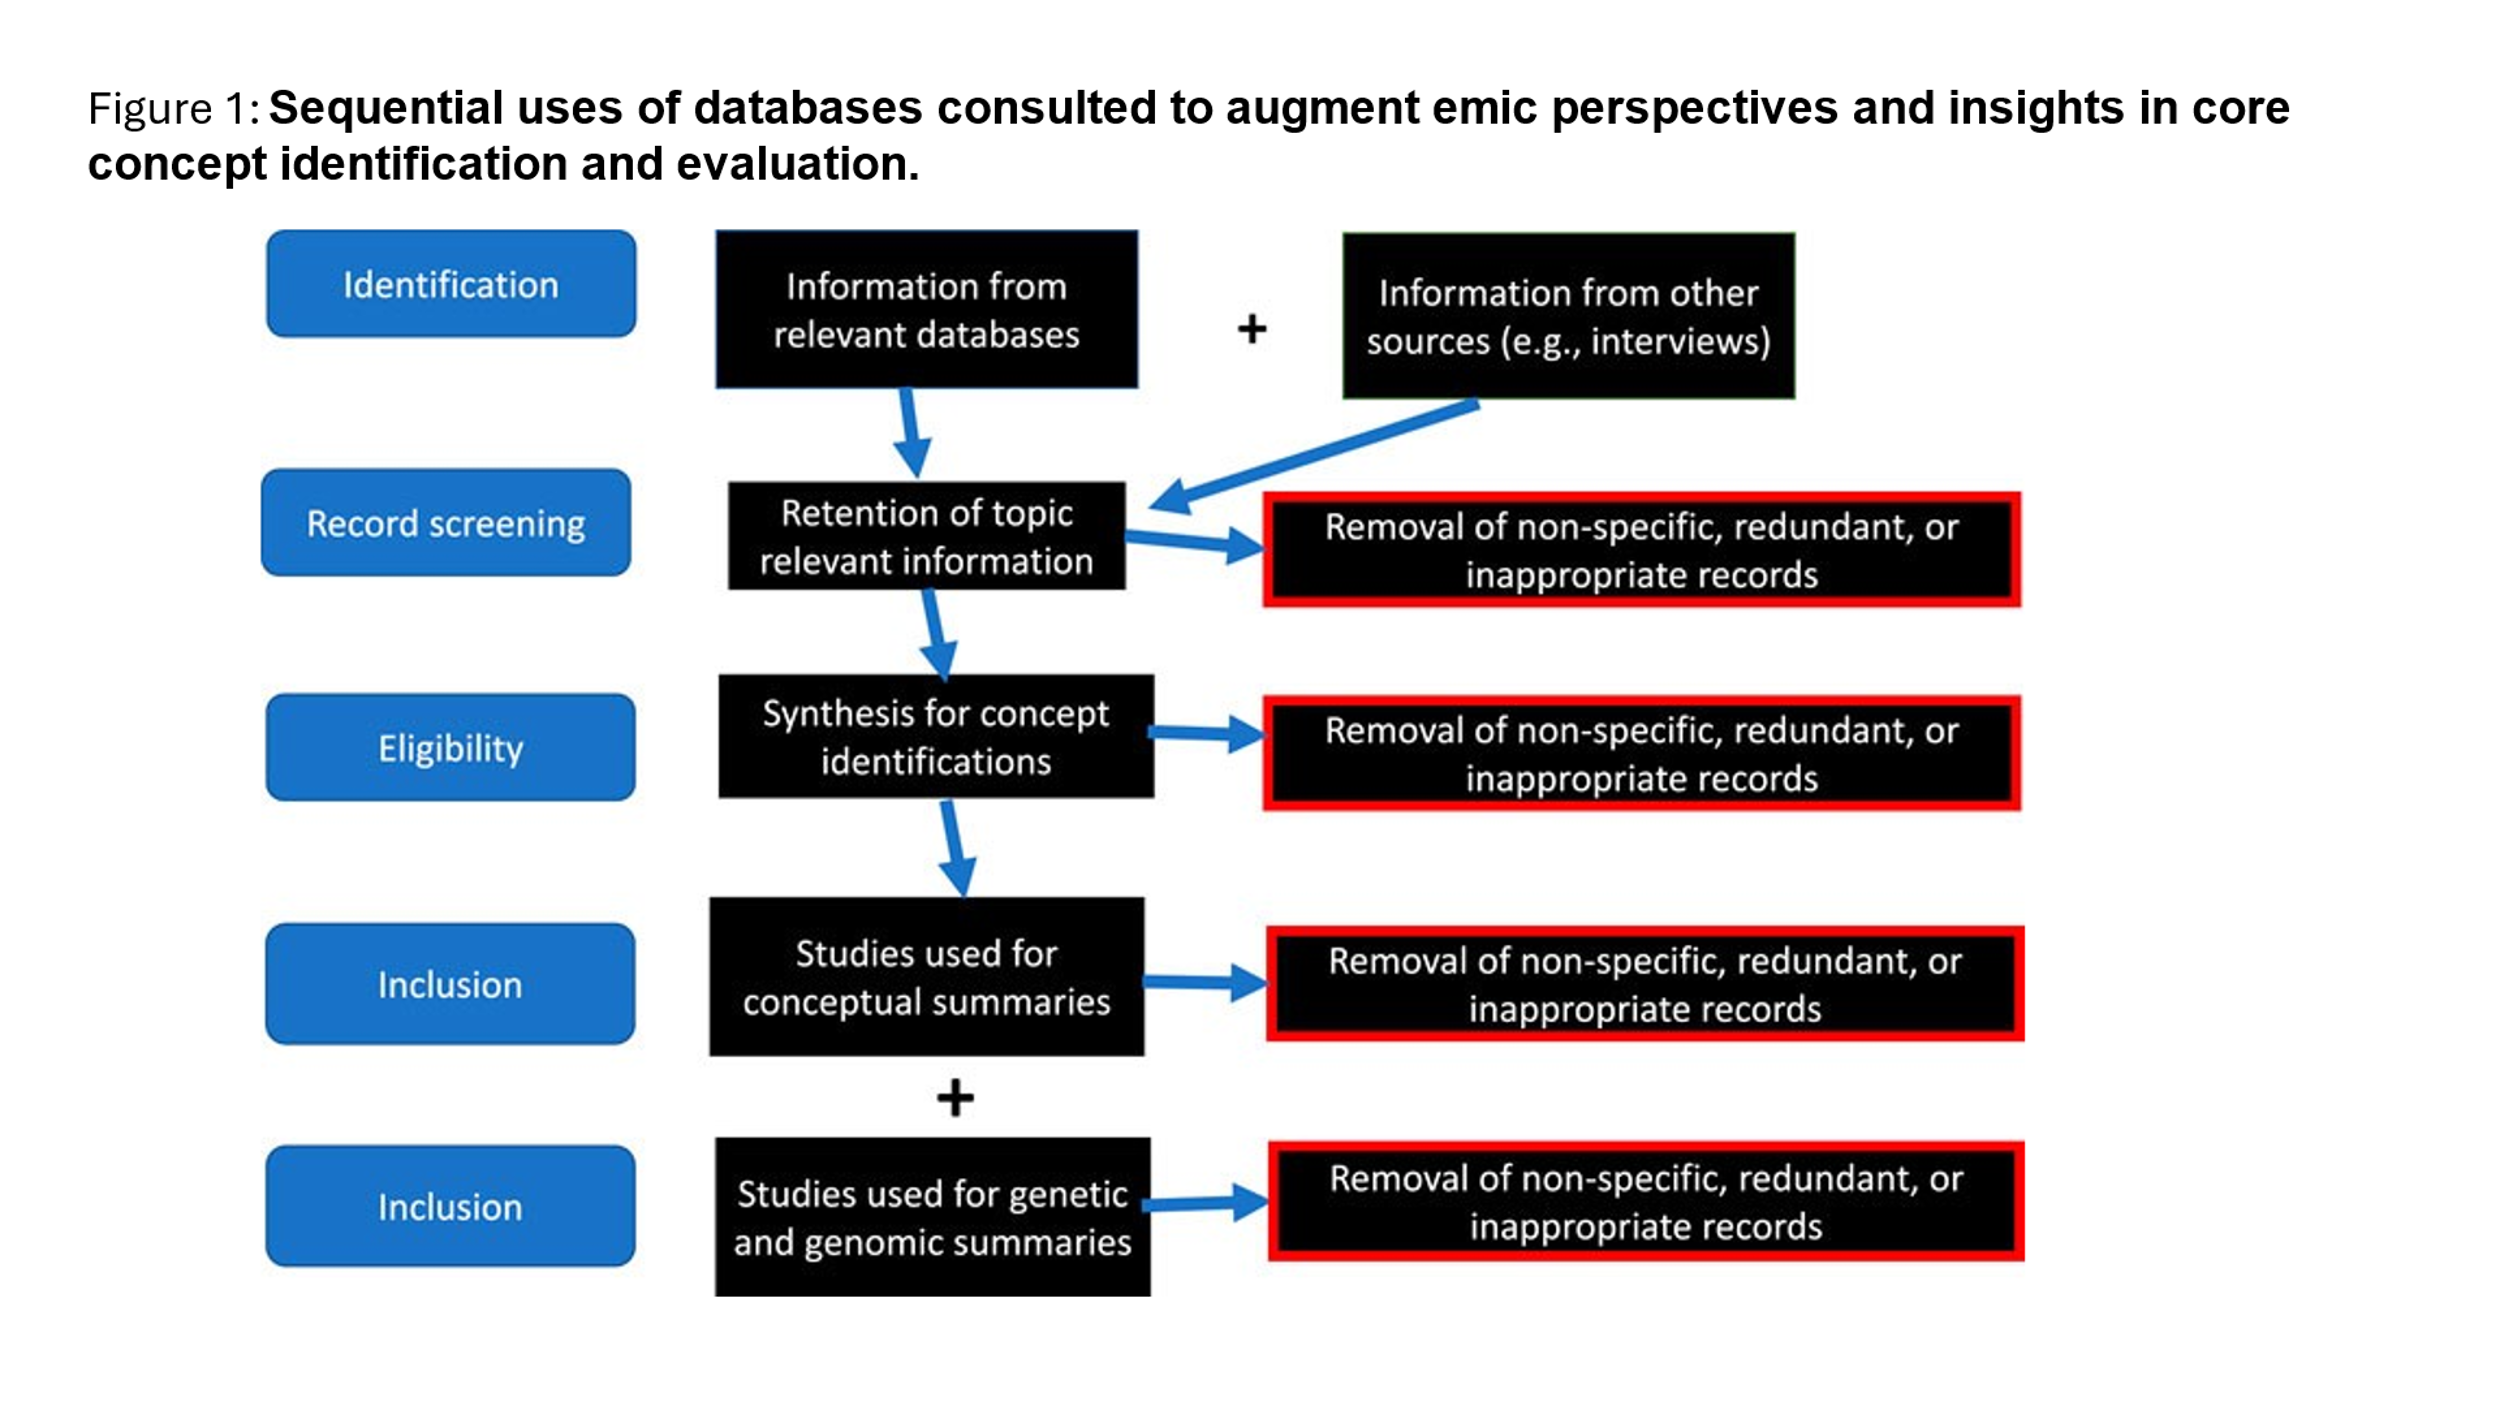 Figure 1: Sequential uses of databases consulted to augment emic perspectives and insights in core
concept identification and evaluation.
Identification
Information from
relevant databases
+
Information from other
sources (e.g., interviews)
Record screening
Retention of topic
relevant information
Removal of non-specific, redundant, or
inappropriate records
Eligibility
Synthesis for concept
identifications
Removal of non-specific, redundant, or
inappropriate records
Inclusion
Studies used for
conceptual summaries
Removal of non-specific, redundant, or
inappropriate records
+
Inclusion
Studies used for genetic
and genomic summaries
Removal of non-specific, redundant, or
inappropriate records